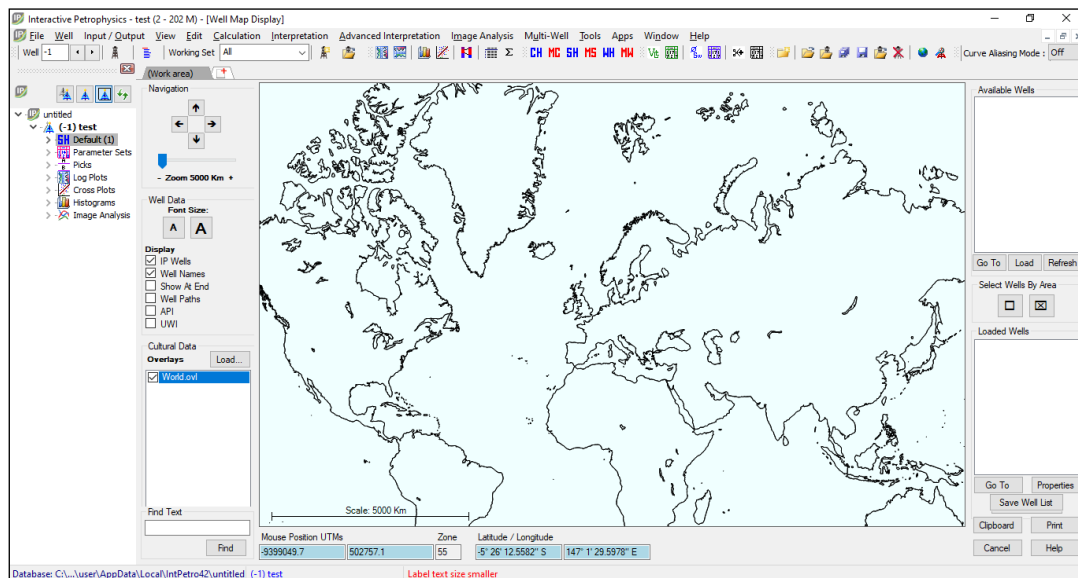 Interactive Petrophysics - test (2 - 202 M) - [Well Map Display]
File Well Input / Output View Edit Calculation Interpretation Advanced Interpretation Image Analysis Multi-Well Tools Apps Window Help
Well -1 Working Set All CH MC SH MS WH MW Curve Aliasing Mode : Off
(Work area)
untitled
(-1) test
SH Default (1)
Parameter Sets
Picks
Log Plots
Cross Plots
Histograms
Image Analysis
Navigation
- Zoom 5000 Km +
Well Data
Font Size:
A A
Display
IP Wells
Well Names
Show At End
Well Paths
API
UWI
Cultural Data
Overlays Load...
World.ovl
Find Text
Find
Scale: 5000 Km
Mouse Position UTMs Zone Latitude / Longitude
-9399049.7 502757.1 55 -5° 26' 12.5582" S 147° 1' 29.5978" E
Available Wells
Go To Load Refresh
Select Wells By Area
Loaded Wells
Go To Properties
Save Well List
Clipboard Print
Cancel Help
Database: C:\...\user\AppData\Local\IntPetro42\untitled (-1) test Label text size smaller